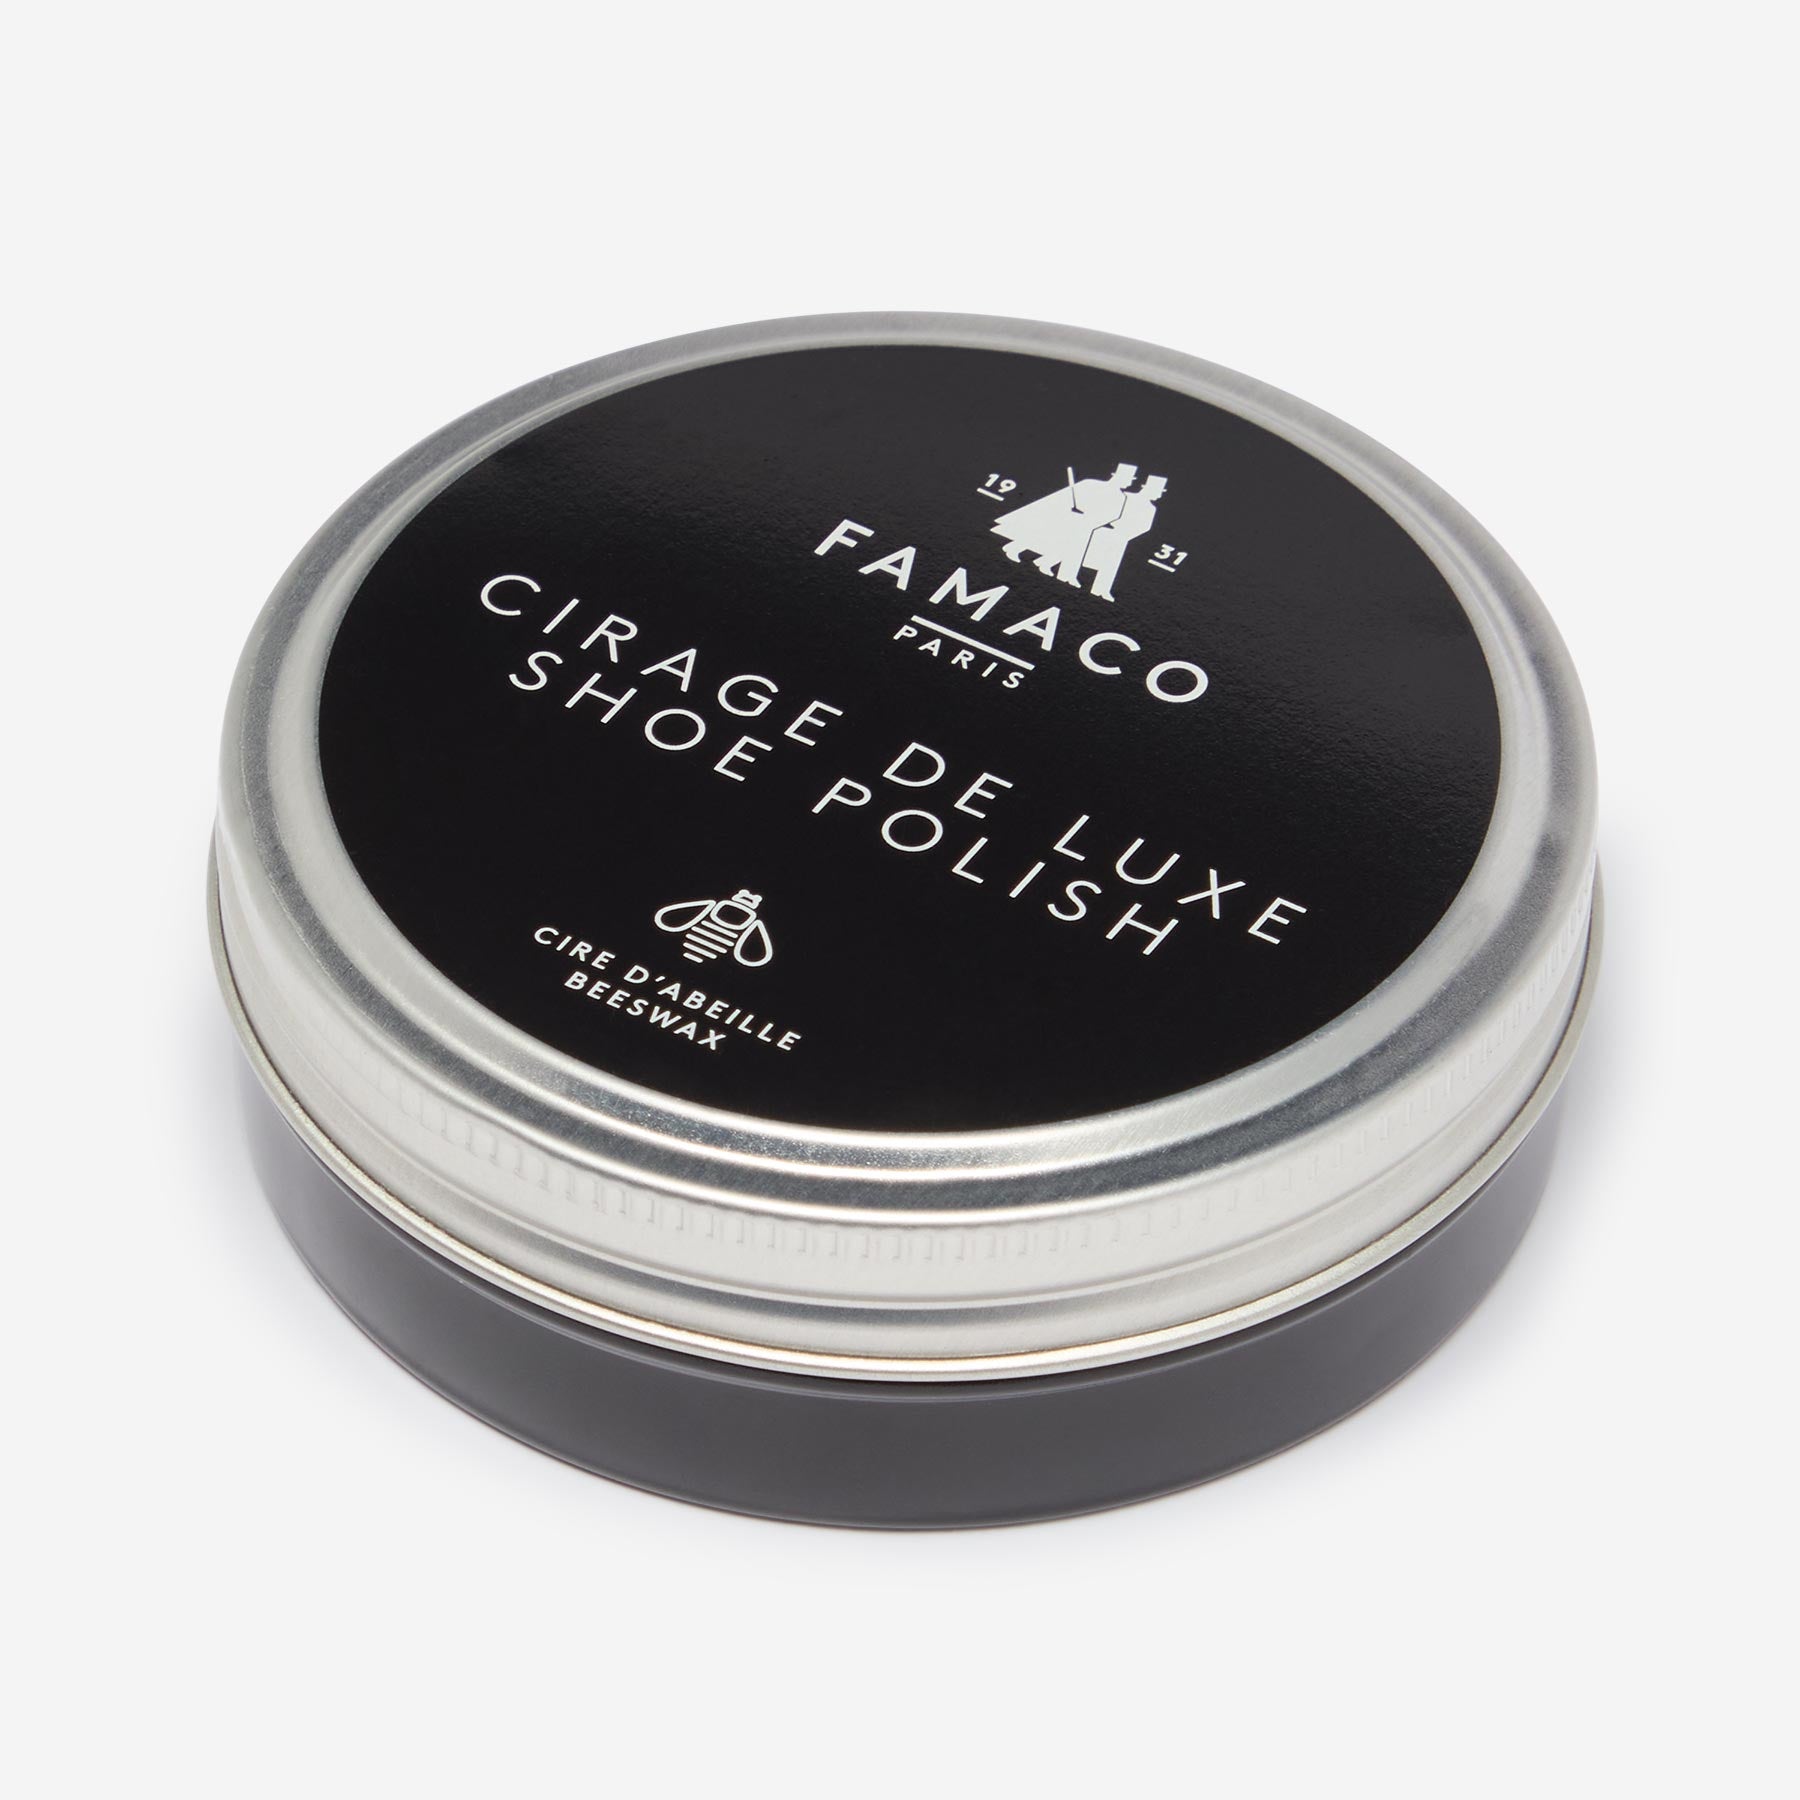 19 31
FAMACO
PARIS
CIRAGE DE LUXE
SHOE POLISH
CIRE D'ABEILLE
BEESWAX